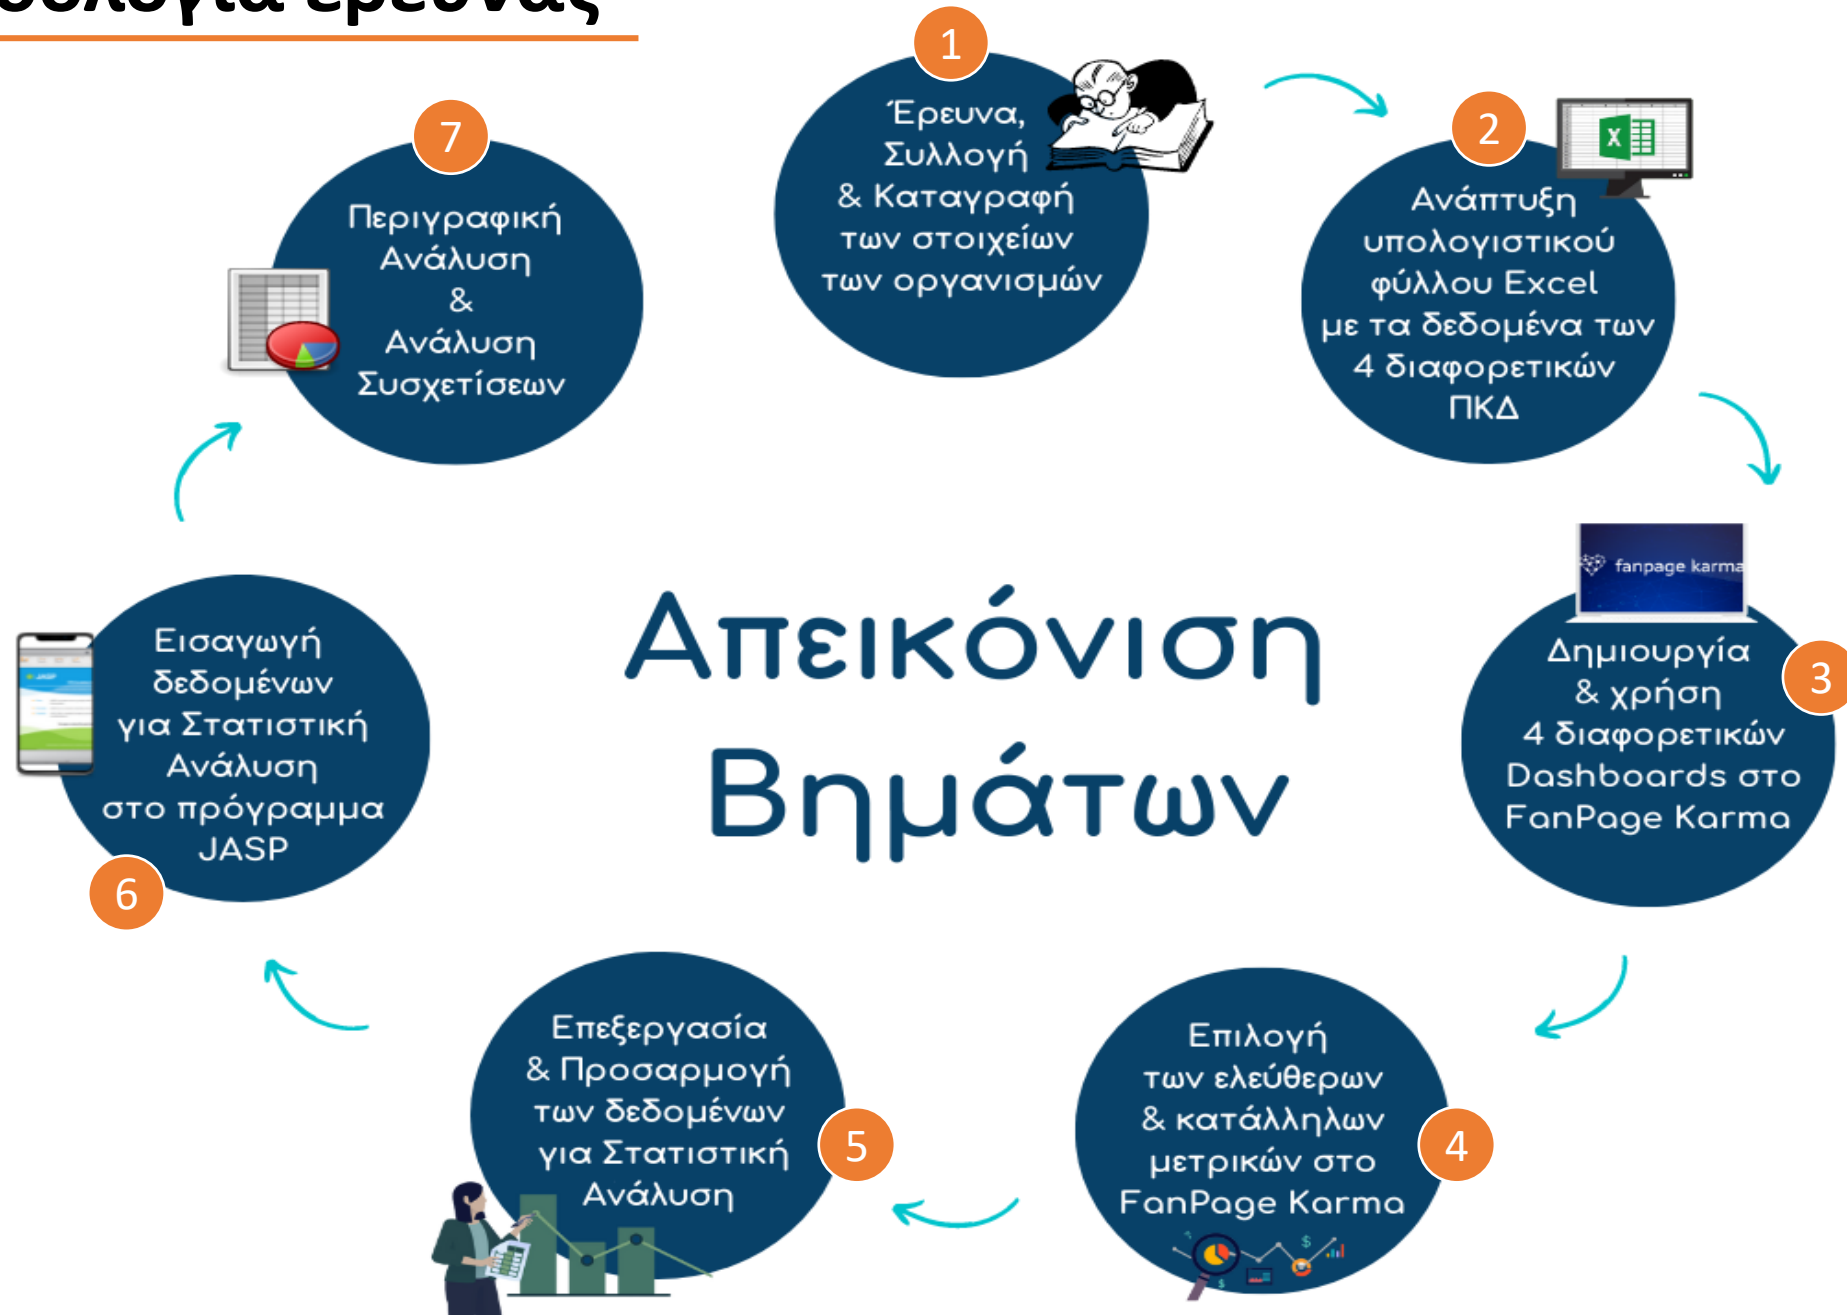 έρευνας
1
Έρευνα,
Συλλογή
& Καταγραφή
των στοιχείων
των οργανισμών
2
Ανάπτυξη
υπολογιστικού
φύλλου Excel
με τα δεδομένα των
4 διαφορετικών
ΠΚΔ
fanpage karma
3
Δημιουργία
& χρήση
4 διαφορετικών
Dashboards στο
FanPage Karma
4
Επιλογή
των ελεύθερων
& κατάλληλων
μετρικών στο
FanPage Karma
5
Επεξεργασία
& Προσαρμογή
των δεδομένων
για Στατιστική
Ανάλυση
6
Εισαγωγή
δεδομένων
για Στατιστική
Ανάλυση
στο πρόγραμμα
JASP
7
Περιγραφική
Ανάλυση
&
Ανάλυση
Συσχετίσεων
Απεικόνιση
Βημάτων